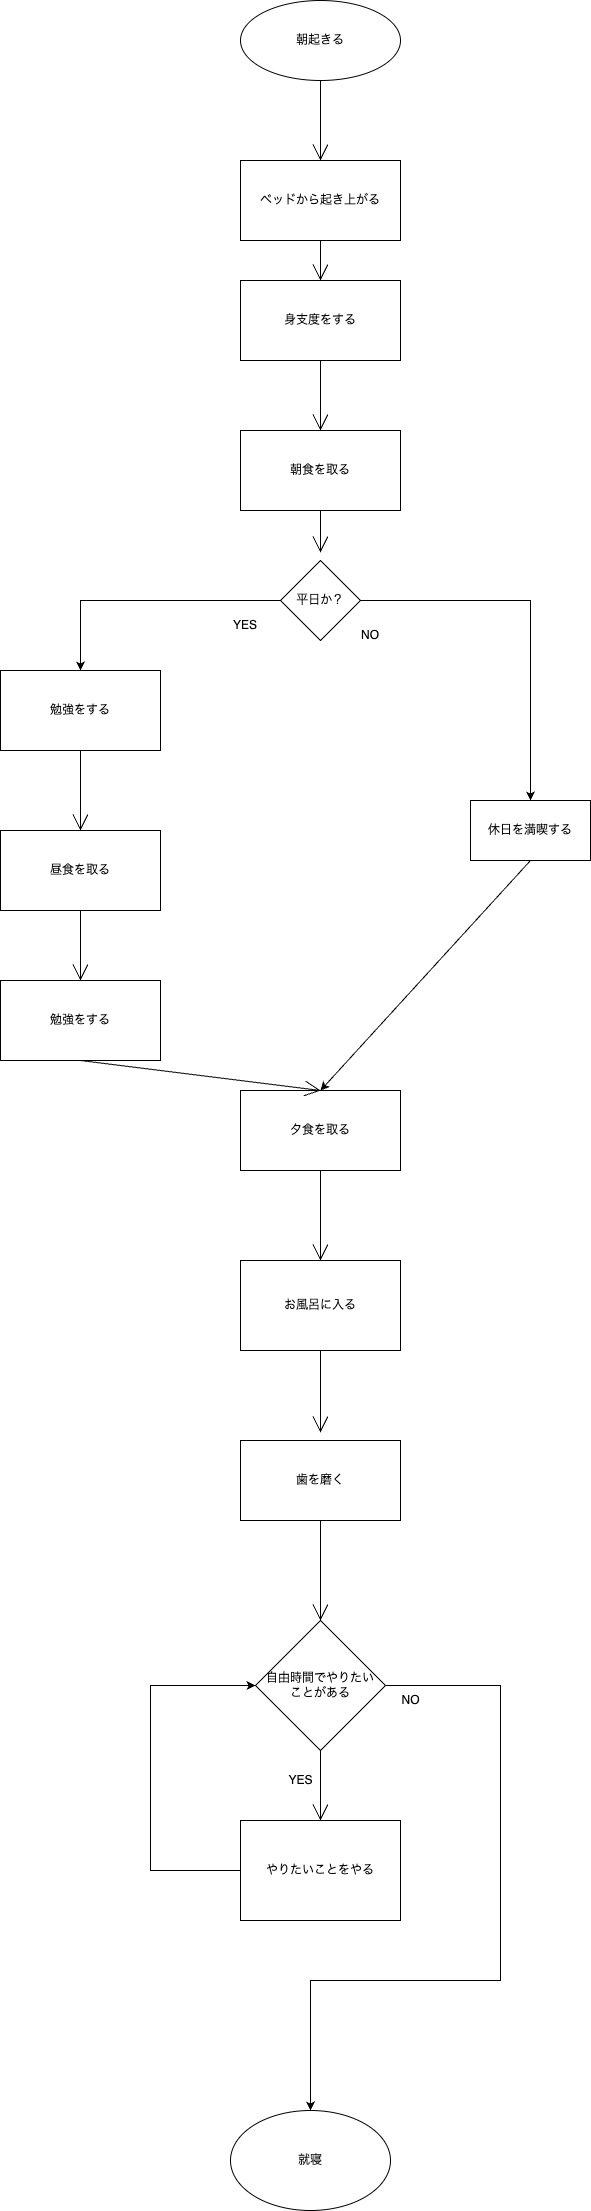 朝起きる
ベッドから起き上がる
身支度をする
朝食を取る
平日か？
YES
NO
勉強をする
休日を満喫する
昼食を取る
勉強をする
夕食を取る
お風呂に入る
歯を磨く
自由時間でやりたい
ことがある
NO
YES
やりたいことをやる
就寝